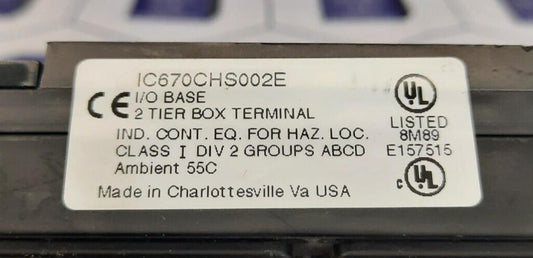 IC670CHS002E
CE I/O BASE
2 TIER BOX TERMINAL
IND. CONT. EQ. FOR HAZ. LOC.
CLASS I DIV 2 GROUPS ABCD
Ambient 55C
Made in Charlottesville Va USA
UL
LISTED
8M89
E157515
c UL